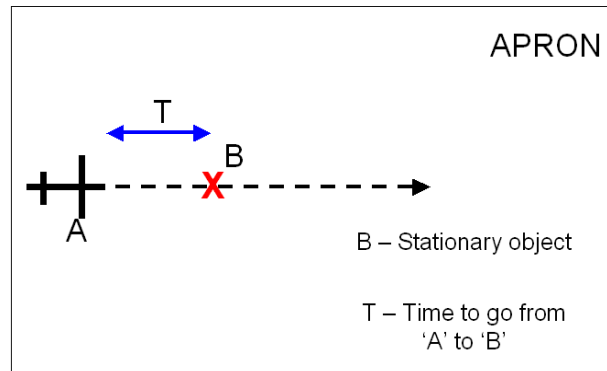 APRON
T
B
A
B – Stationary object
T – Time to go from
‘A’ to ‘B’